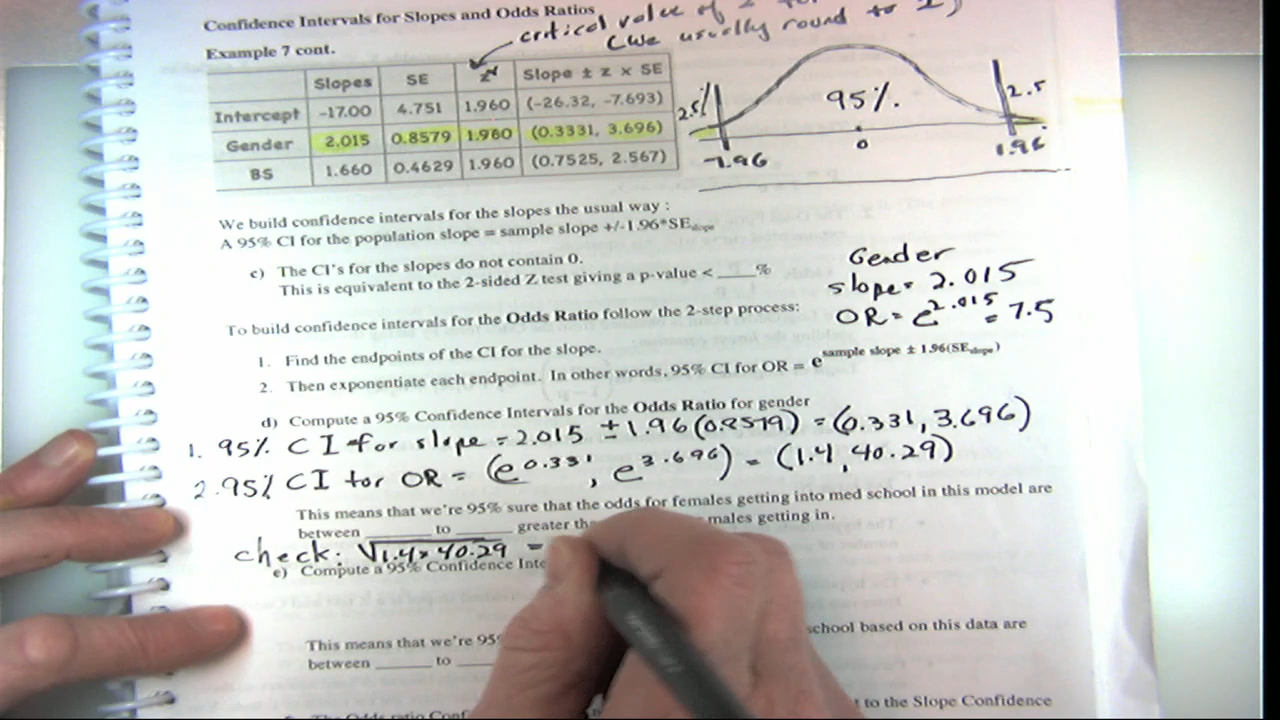 Confidence Intervals for Slopes and Odds Ratios
critical value of
(we usually round to 2)
Example 7 cont.
Slopes SE z* Slope ± z x SE
Intercept -17.00 4.751 1.960 (-26.32, -7.693)
Gender 2.015 0.8579 1.960 (0.3331, 3.696)
BS 1.660 0.4629 1.960 (0.7525, 2.567)
2.5% 95%. 2.5
-1.96 0 1.96
We build confidence intervals for the slopes the usual way :
A 95% CI for the population slope = sample slope +/-1.96*SEslope
c) The CI's for the slopes do not contain 0.
This is equivalent to the 2-sided Z test giving a p-value < ____%
Gender
slope = 2.015
OR = e^2.015 = 7.5
To build confidence intervals for the Odds Ratio follow the 2-step process:
1. Find the endpoints of the CI for the slope.
2. Then exponentiate each endpoint. In other words, 95% CI for OR = e^sample slope ± 1.96(SEslope)
d) Compute a 95% Confidence Intervals for the Odds Ratio for gender
1. 95% CI for slope = 2.015 ± 1.96(0.8579) = (0.331, 3.696)
2. 95% CI for OR = (e^0.331, e^3.696) = (1.4, 40.29)
This means that we're 95% sure that the odds for females getting into med school in this model are
between ______ to ______ greater males getting in.
check: √1.4 x 40.29 =
e) Compute a 95% Confidence
This means that we're school based on this data are
between ______ to
to the Slope Confidence